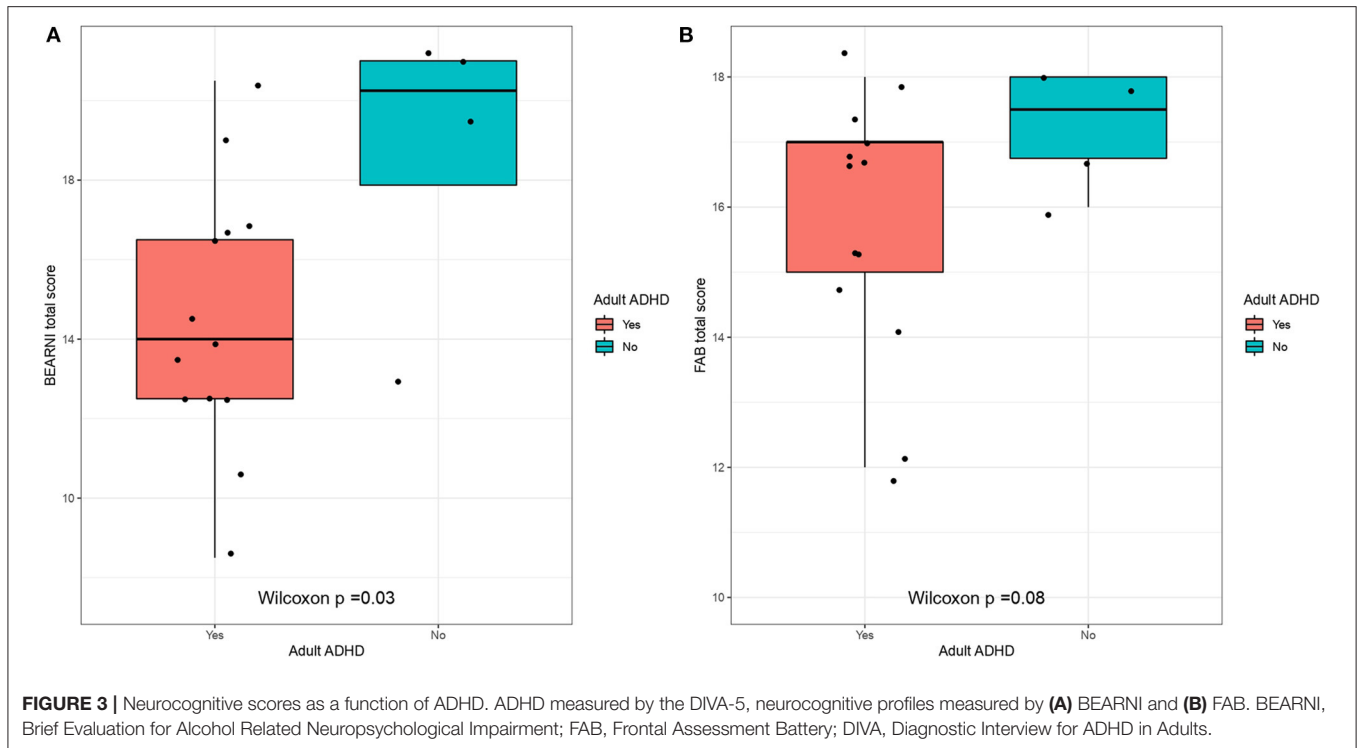 A
BEARNI total score
18
14
10
Wilcoxon p =0.03
Yes
No
Adult ADHD
Adult ADHD
Yes
No
B
FAB total score
18
16
14
12
10
Wilcoxon p =0.08
Yes
No
Adult ADHD
Adult ADHD
Yes
No
FIGURE 3 | Neurocognitive scores as a function of ADHD. ADHD measured by the DIVA-5, neurocognitive profiles measured by (A) BEARNI and (B) FAB. BEARNI,
Brief Evaluation for Alcohol Related Neuropsychological Impairment; FAB, Frontal Assessment Battery; DIVA, Diagnostic Interview for ADHD in Adults.